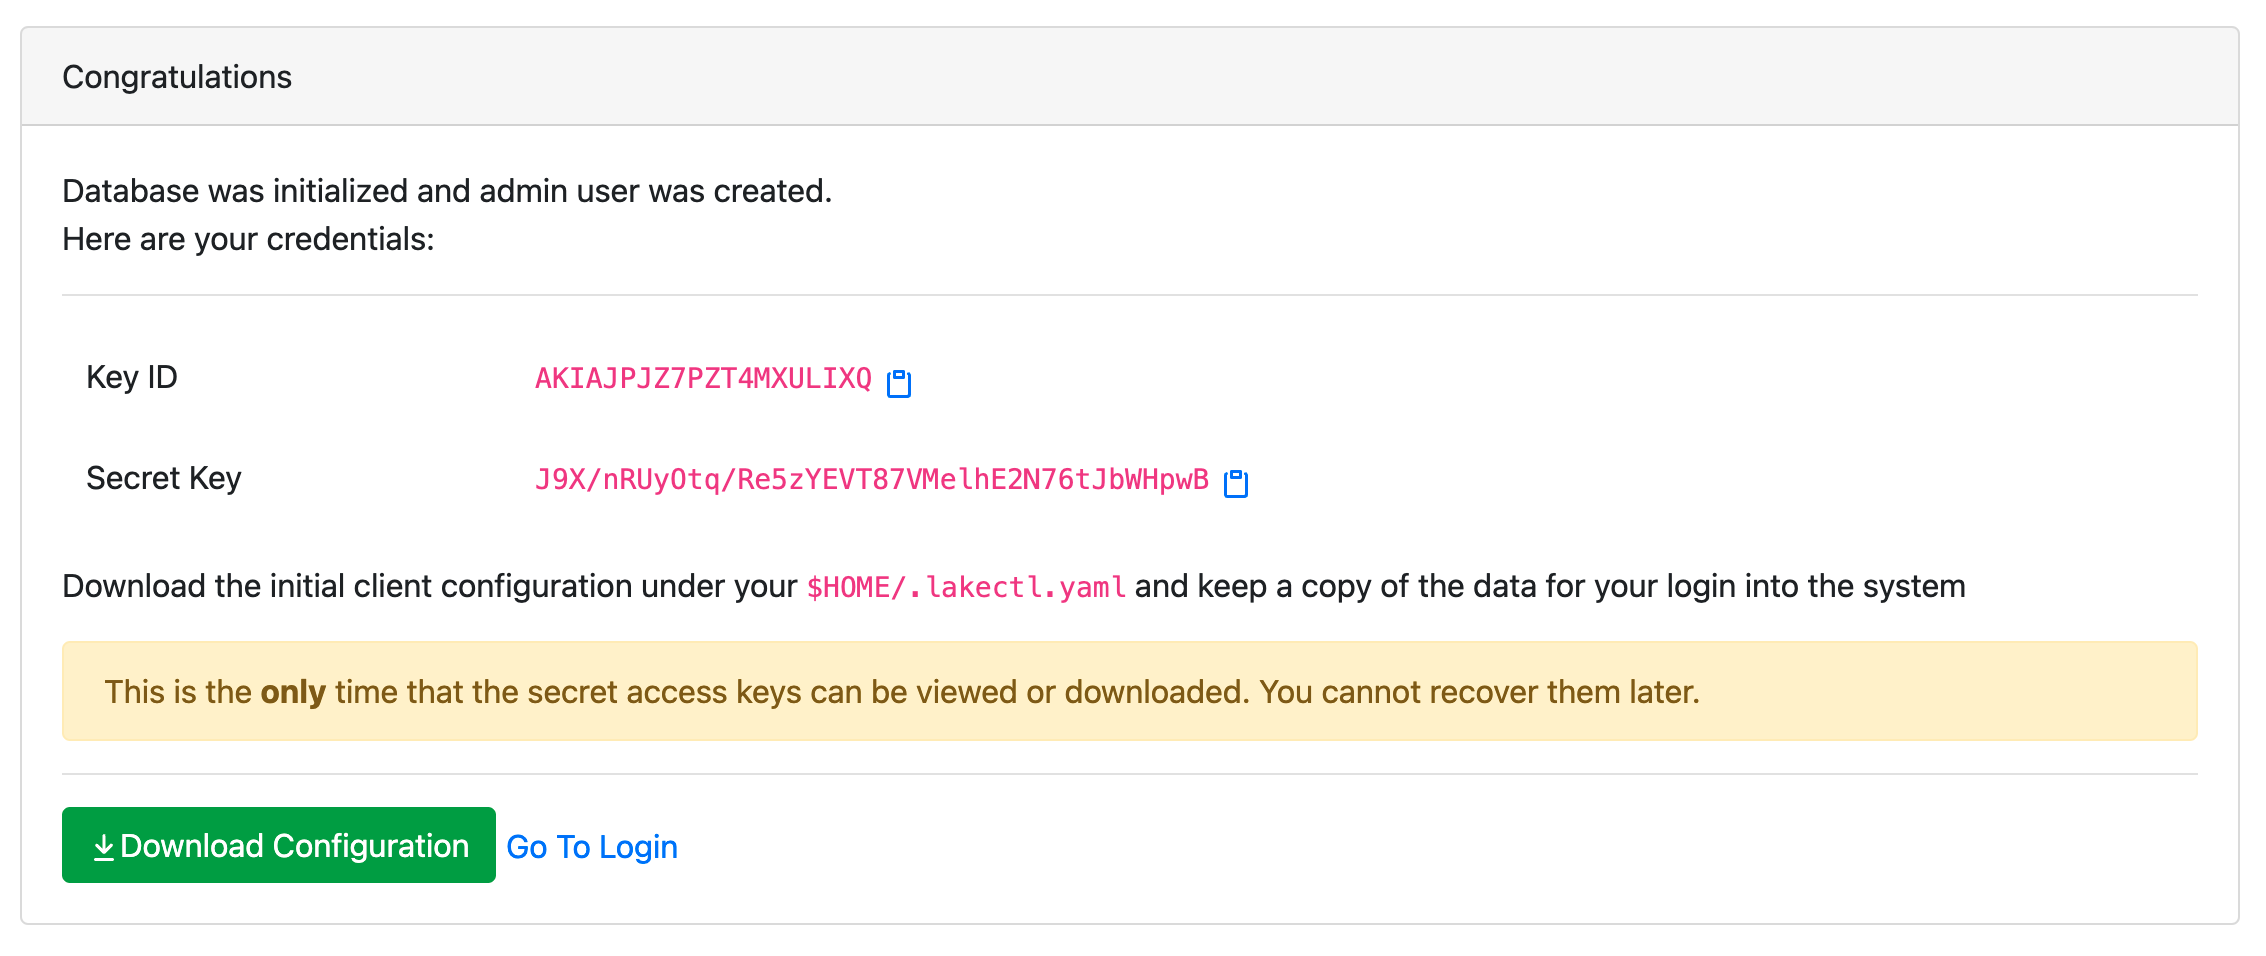 Congratulations
Database was initialized and admin user was created.
Here are your credentials:
Key ID AKIAJPJZ7PZT4MXULIXQ
Secret Key J9X/nRUyOtq/Re5zYEVT87VMelhE2N76tJbWHpwB
Download the initial client configuration under your $HOME/.lakectl.yaml and keep a copy of the data for your login into the system
This is the only time that the secret access keys can be viewed or downloaded. You cannot recover them later.
Download Configuration Go To Login